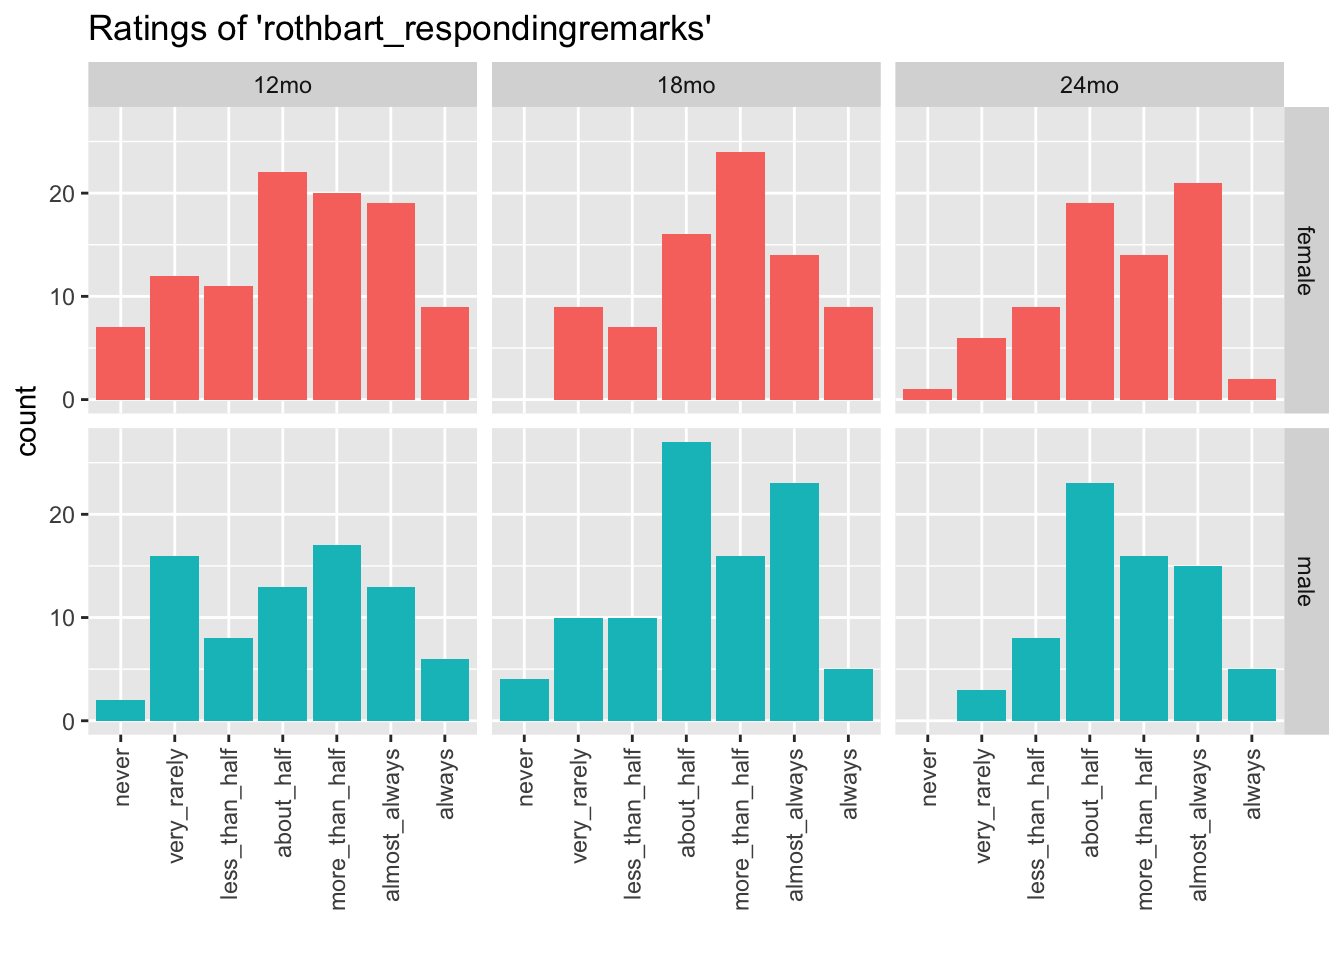 Ratings of 'rothbart_respondingremarks'
12mo 18mo 24mo
20
10
0
female
count
20
10
0
male
never very_rarely less_than_half about_half more_than_half almost_always always never very_rarely less_than_half about_half more_than_half almost_always always never very_rarely less_than_half about_half more_than_half almost_always always